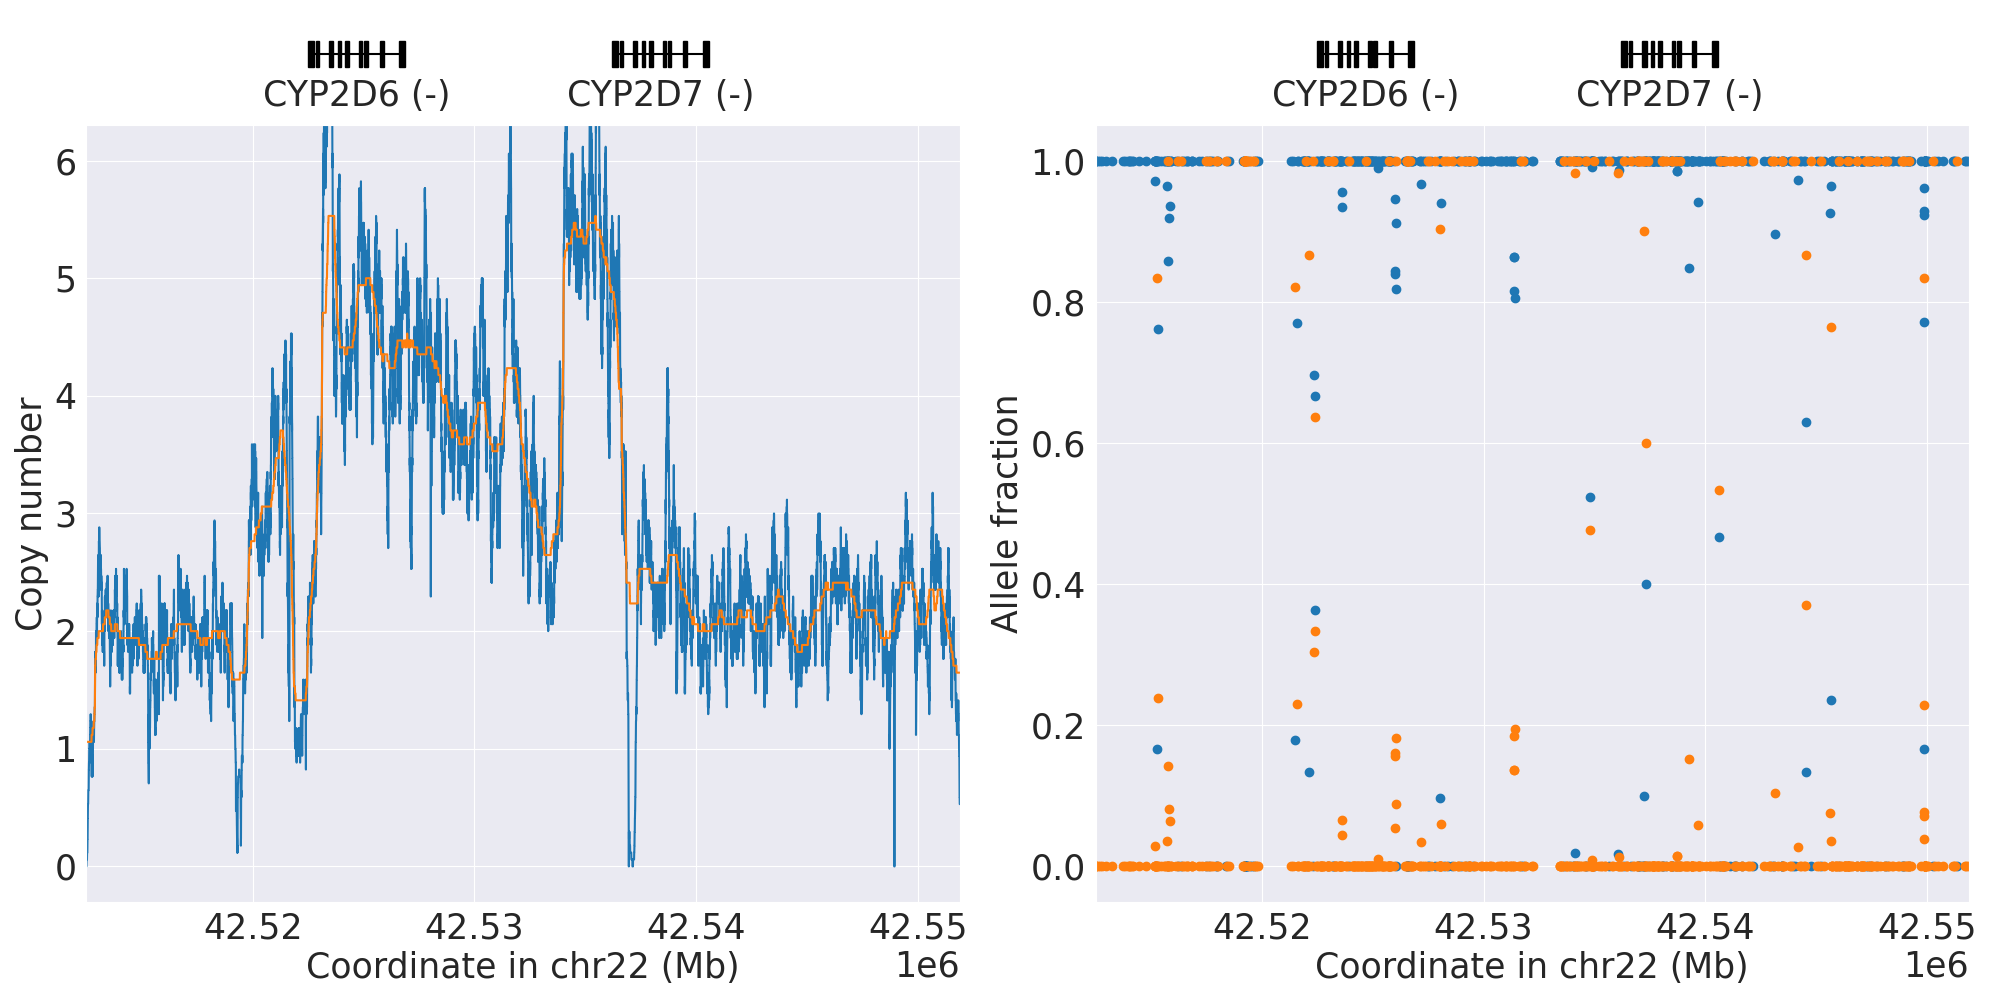 CYP2D6 (-) CYP2D7 (-)
6
5
4
3
2
1
0
Copy number
42.52 42.53 42.54 42.55
Coordinate in chr22 (Mb) 1e6
CYP2D6 (-) CYP2D7 (-)
1.0
0.8
0.6
0.4
0.2
0.0
Allele fraction
42.52 42.53 42.54 42.55
Coordinate in chr22 (Mb) 1e6